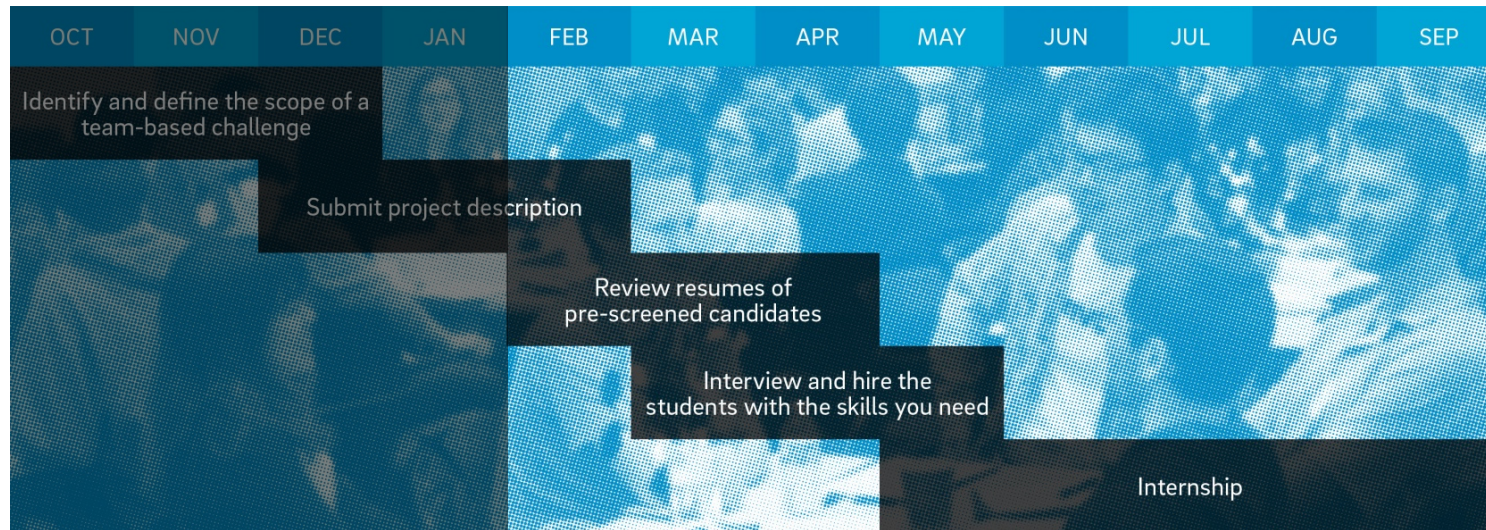 OCT NOV DEC JAN FEB MAR APR MAY JUN JUL AUG SEP
Identify and define the scope of a
team-based challenge
Submit project description
Review resumes of
pre-screened candidates
Interview and hire the
students with the skills you need
Internship